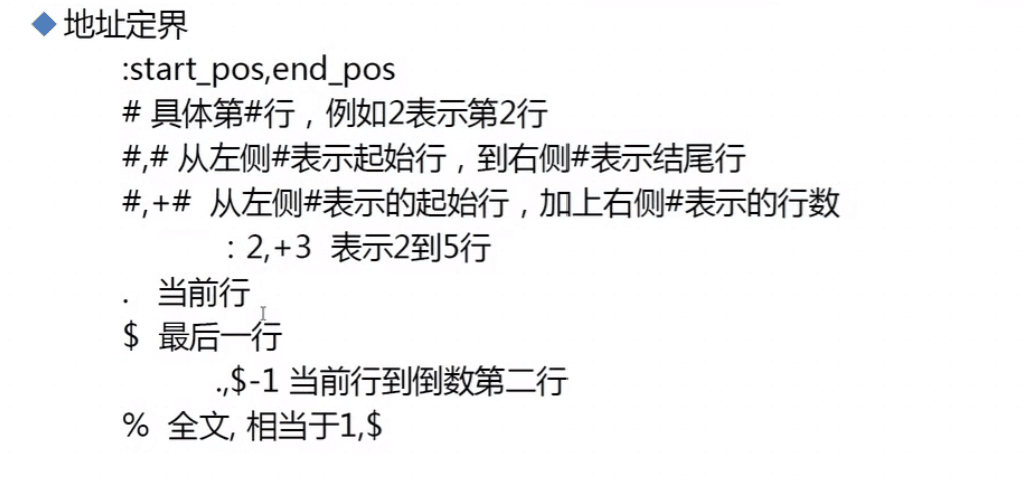 地址定界
:start_pos,end_pos
# 具体第#行，例如2表示第2行
#,# 从左侧#表示起始行，到右侧#表示结尾行
#,+# 从左侧#表示的起始行，加上右侧#表示的行数
：2,+3 表示2到5行
. 当前行
$ 最后一行
.,$-1 当前行到倒数第二行
% 全文, 相当于1,$